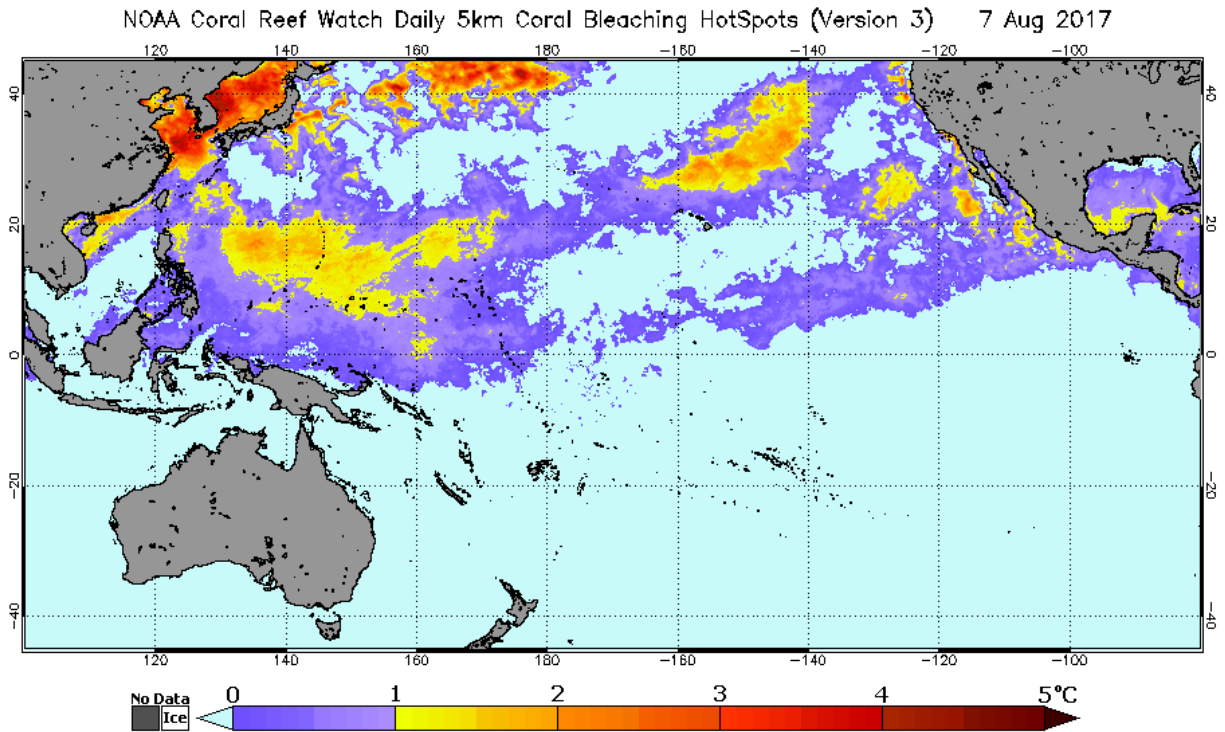 NOAA Coral Reef Watch Daily 5km Coral Bleaching HotSpots (Version 3) 7 Aug 2017
120 140 160 180 −160 −140 −120 −100
40 40
20 20
0 0
−20 −20
−40 −40
120 140 160 180 −160 −140 −120 −100
No Data 0 1 2 3 4 5°C
Ice